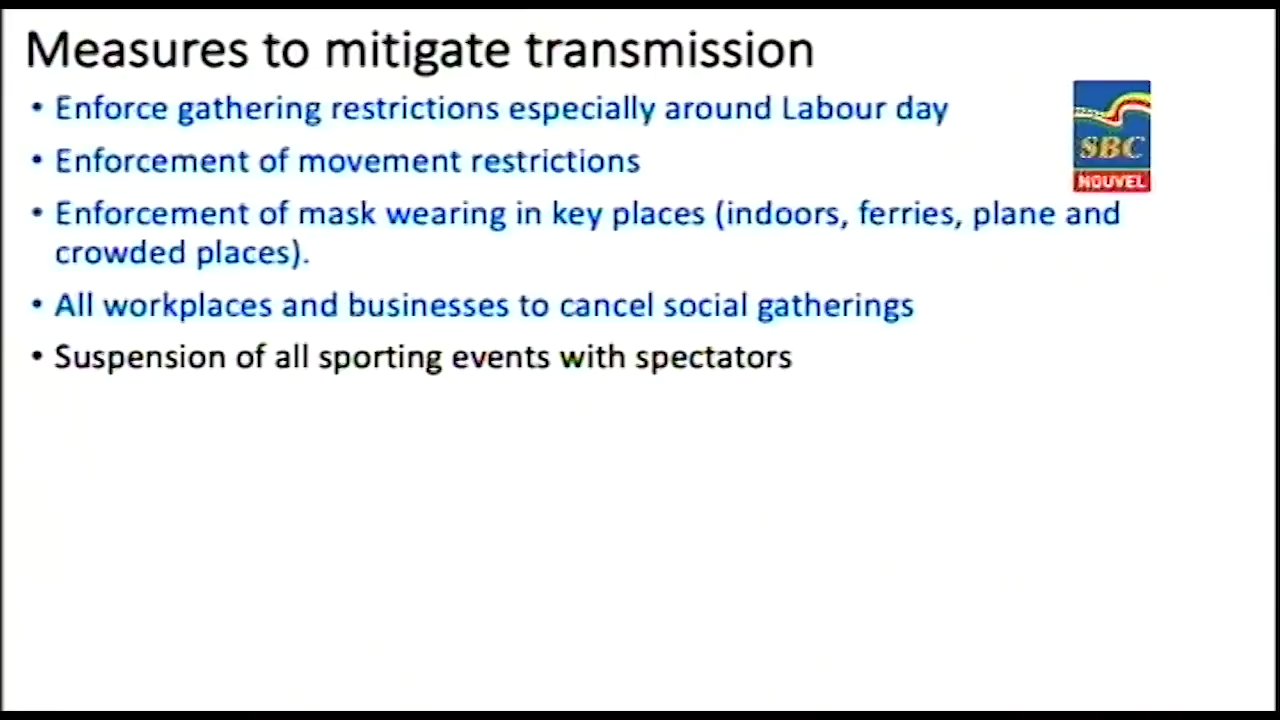 Measures to mitigate transmission
• Enforce gathering restrictions especially around Labour day
• Enforcement of movement restrictions
• Enforcement of mask wearing in key places (indoors, ferries, plane and
crowded places).
• All workplaces and businesses to cancel social gatherings
• Suspension of all sporting events with spectators
SBC
NOUVEL